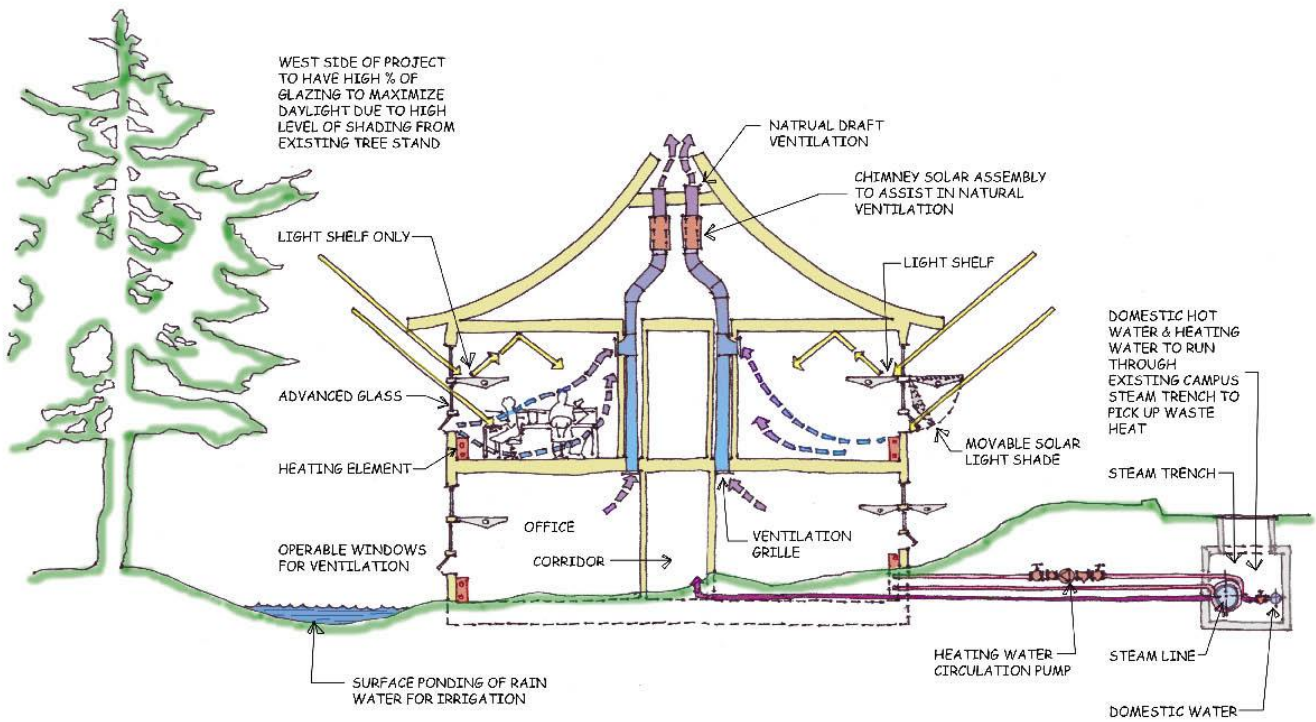 WEST SIDE OF PROJECT
TO HAVE HIGH % OF
GLAZING TO MAXIMIZE
DAYLIGHT DUE TO HIGH
LEVEL OF SHADING FROM
EXISTING TREE STAND
NATRUAL DRAFT
VENTILATION
CHIMNEY SOLAR ASSEMBLY
TO ASSIST IN NATURAL
VENTILATION
LIGHT SHELF ONLY
LIGHT SHELF
DOMESTIC HOT
WATER & HEATING
WATER TO RUN
THROUGH
EXISTING CAMPUS
STEAM TRENCH TO
PICK UP WASTE
HEAT
ADVANCED GLASS
MOVABLE SOLAR
LIGHT SHADE
HEATING ELEMENT
STEAM TRENCH
OFFICE
VENTILATION
GRILLE
OPERABLE WINDOWS
FOR VENTILATION
CORRIDOR
HEATING WATER
CIRCULATION PUMP
STEAM LINE
SURFACE PONDING OF RAIN
WATER FOR IRRIGATION
DOMESTIC WATER